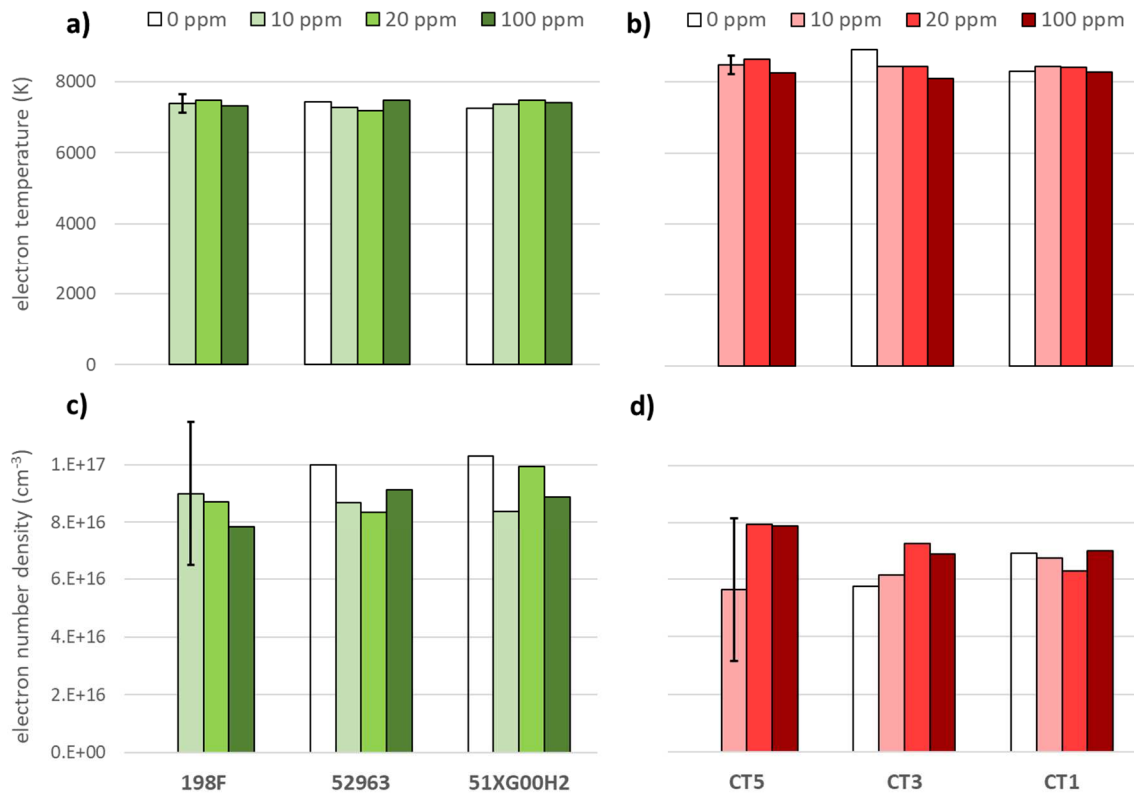 a)
0 ppm 10 ppm 20 ppm 100 ppm
b)
0 ppm 10 ppm 20 ppm 100 ppm
electron temperature (K)
8000
6000
4000
2000
0
c)
d)
electron number density (cm-3)
1.E+17
8.E+16
6.E+16
4.E+16
2.E+16
0.E+00
198F 52963 51XG00H2
CT5 CT3 CT1